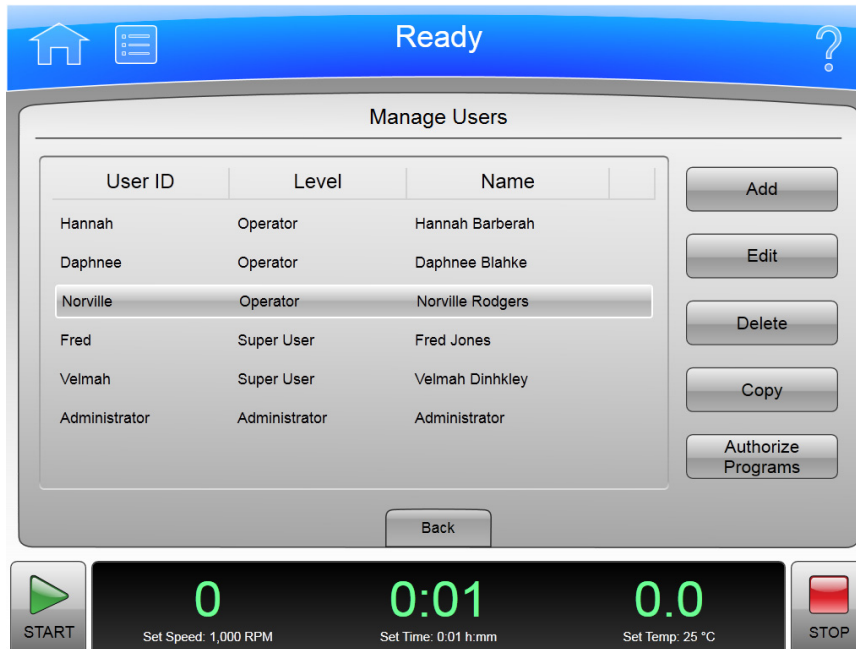 Ready
?
Manage Users
User ID Level Name
Hannah Operator Hannah Barberah
Daphnee Operator Daphnee Blahke
Norville Operator Norville Rodgers
Fred Super User Fred Jones
Velmah Super User Velmah Dinhkley
Administrator Administrator Administrator
Add
Edit
Delete
Copy
Authorize
Programs
Back
START
0 0:01 0.0
Set Speed: 1,000 RPM Set Time: 0:01 h:mm Set Temp: 25 °C
STOP